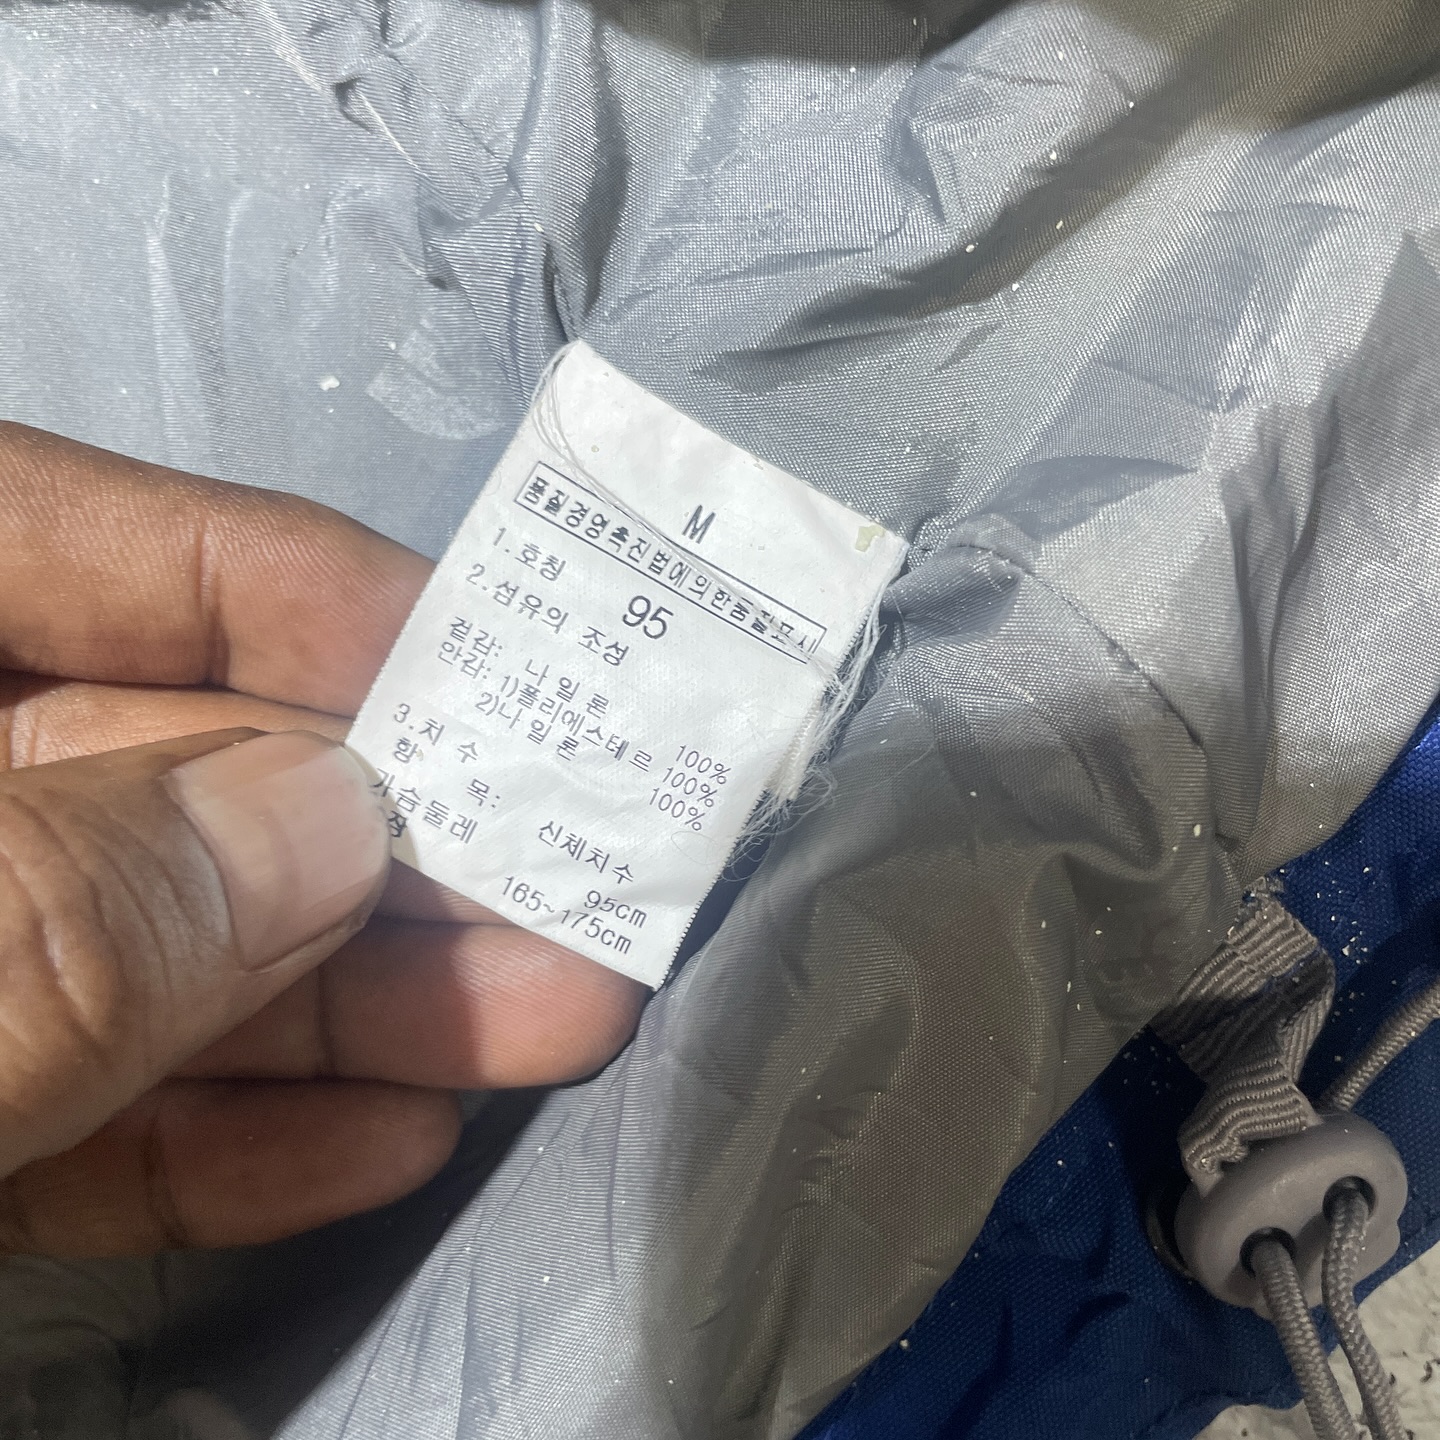 M
품질경영촉진법에의한품질표시
1.호칭 95
2.섬유의 조성
겉감: 나일론 100%
안감: 1)폴리에스테르 100%
2)나일론 100%
3.치수
항 목: 신체치수
가슴둘레 95cm
장 165~175cm